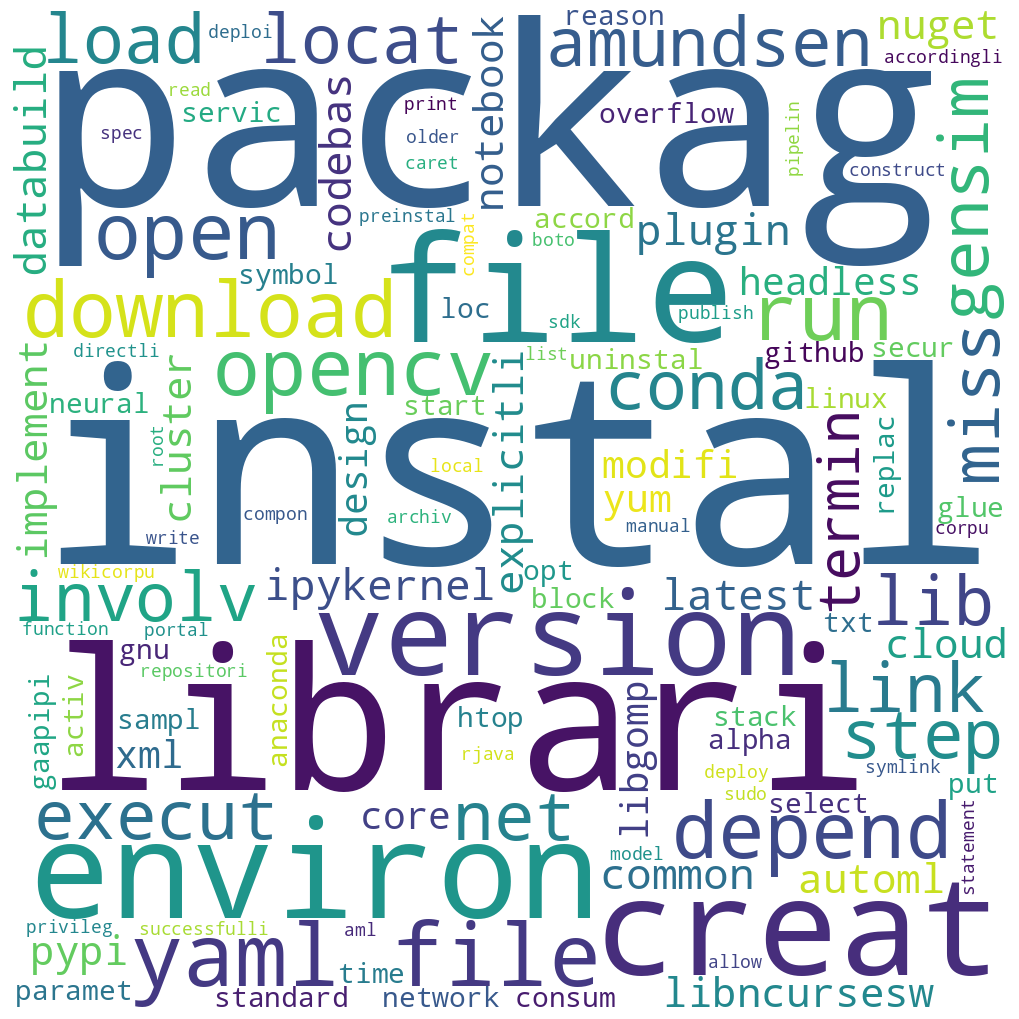 load
deploi
locat
reason
amundsen
nuget
accordingli
packag
databuild
read
servic
spec
codebas
print
older
caret
notebook
overflow
pipelin
construct
gensim
open
preinstal
symbol
compat
accord
boto
plugin
headless
download
file
loc
sdk
publish
run
miss
directli
neural
implement
cluster
root
opencv
start
explicitli
list
uninstal
conda
github
linux
secur
instal
design
local
archiv
compon
write
modifi
yum
manual
termin
replac
glue
corpu
wikicorpu
involv
function
portal
ipykernel
opt
block
latest
txt
lib
cloud
version
gnu
repositori
librari
gaapipi
activ
sampl
xml
anaconda
htop
rjava
libgomp
stack
alpha
deploy
sudo
link
step
symlink
put
select
execut
core
net
model
depend
statement
environ
common
automl
creat
privileg
successfulli
pypi
yaml
aml
file
time
allow
paramet
standard
network
consum
libncursesw